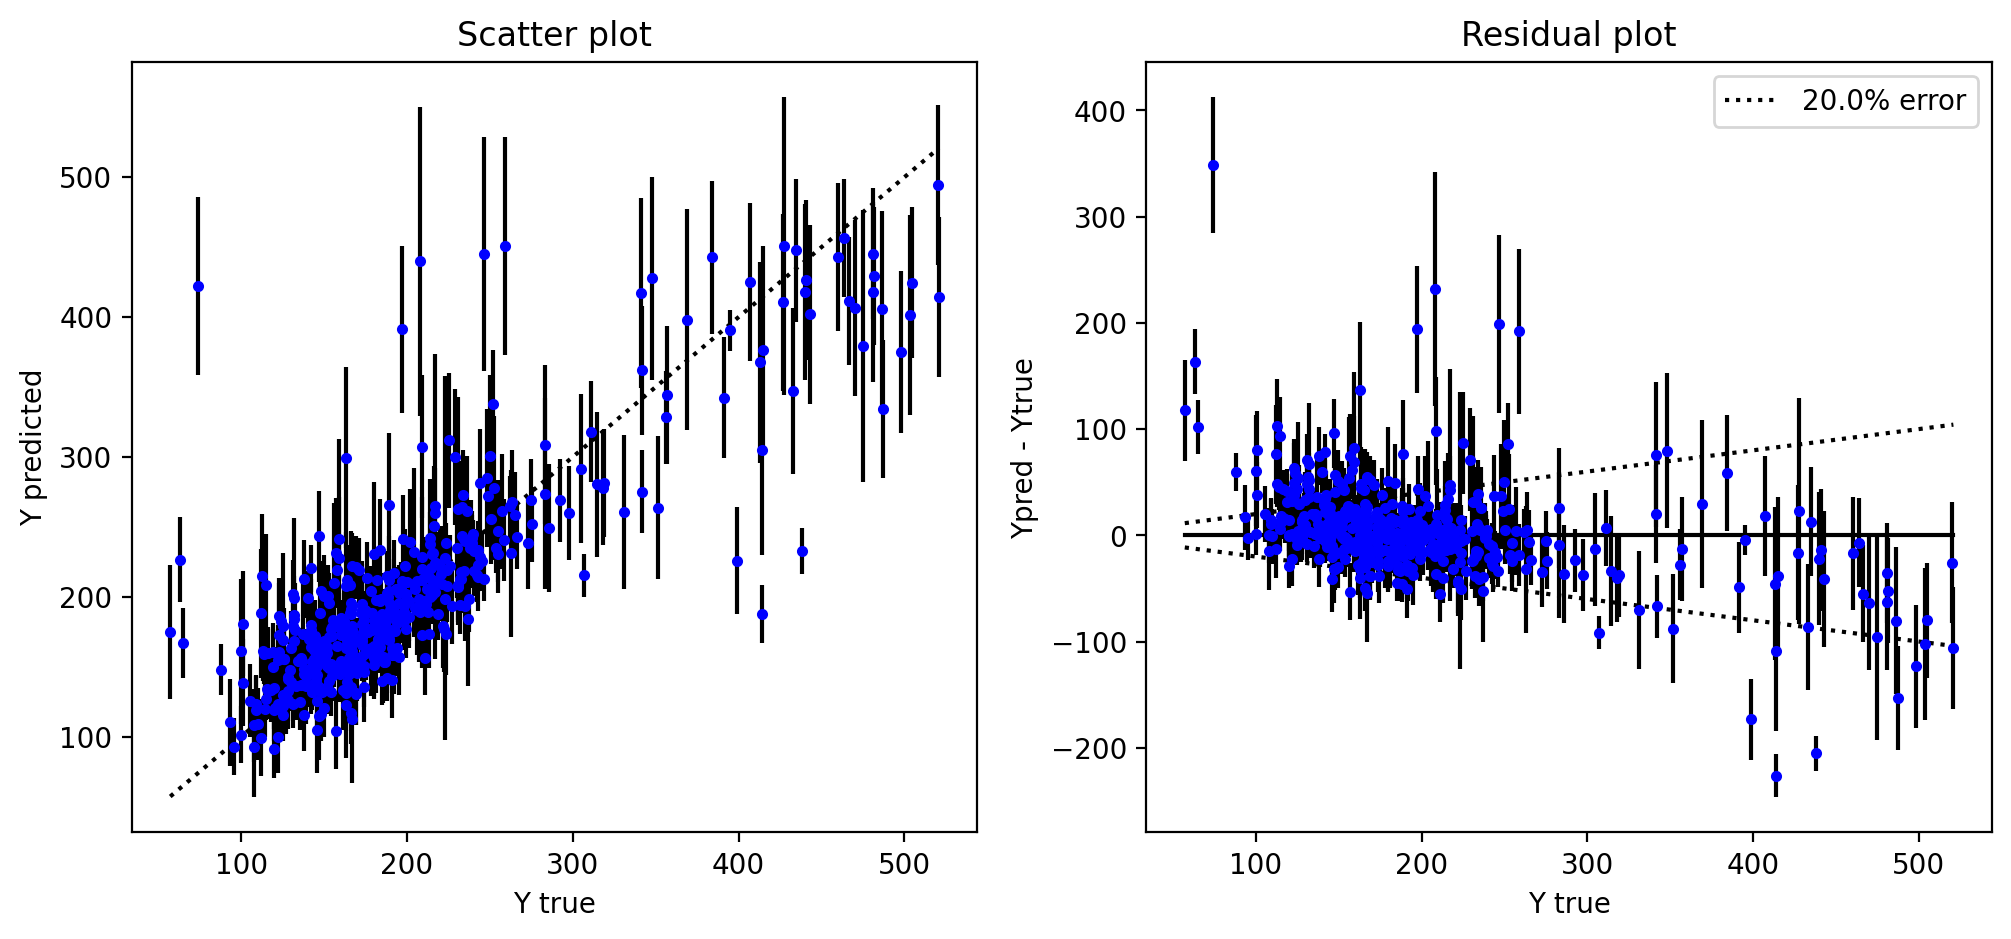 Scatter plot
Y predicted
500
400
300
200
100
100 200 300 400 500
Y true
Residual plot
20.0% error
Ypred - Ytrue
400
300
200
100
0
−100
−200
100 200 300 400 500
Y true